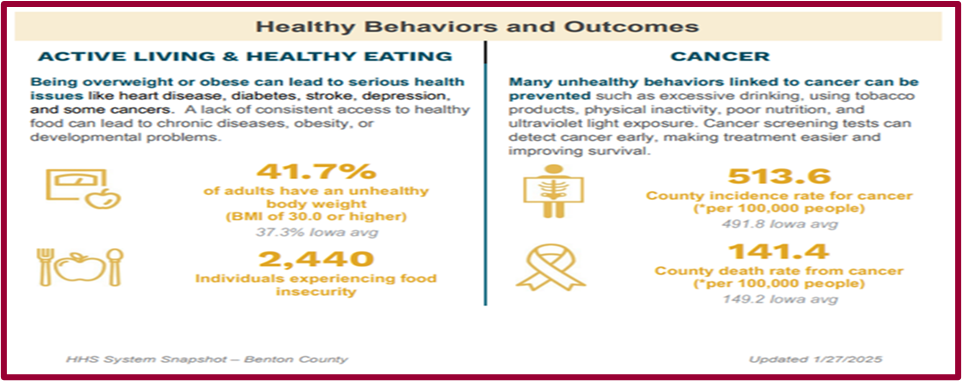 Healthy Behaviors and Outcomes
ACTIVE LIVING & HEALTHY EATING
Being overweight or obese can lead to serious health
issues like heart disease, diabetes, stroke, depression,
and some cancers. A lack of consistent access to healthy
food can lead to chronic diseases, obesity, or
developmental problems.
41.7%
of adults have an unhealthy
body weight
(BMI of 30.0 or higher)
37.3% Iowa avg
2,440
Individuals experiencing food
insecurity
CANCER
Many unhealthy behaviors linked to cancer can be
prevented such as excessive drinking, using tobacco
products, physical inactivity, poor nutrition, and
ultraviolet light exposure. Cancer screening tests can
detect cancer early, making treatment easier and
improving survival.
513.6
County incidence rate for cancer
(*per 100,000 people)
491.8 Iowa avg
141.4
County death rate from cancer
(*per 100,000 people)
149.2 Iowa avg
HHS System Snapshot – Benton County
Updated 1/27/2025